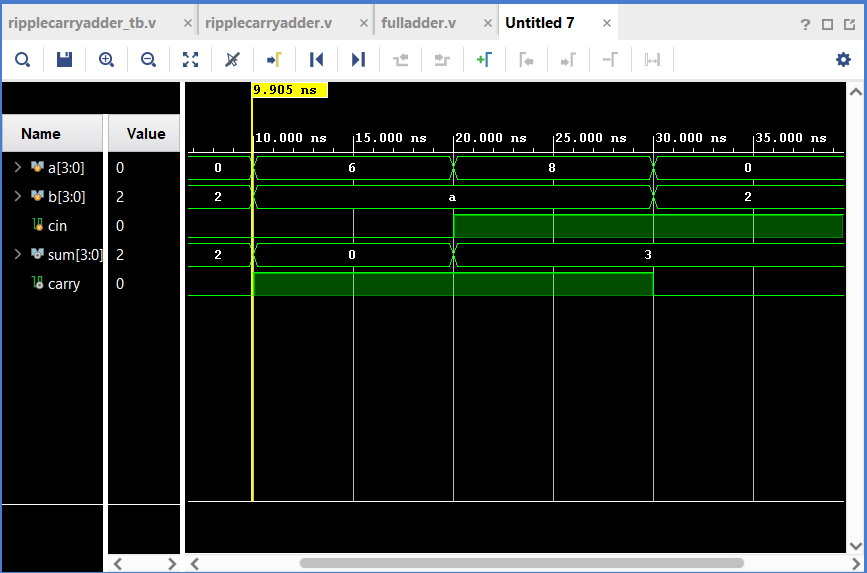 ripplecarryadder_tb.v × ripplecarryadder.v × fulladder.v × Untitled 7 × ?
9.905 ns
Name Value 10.000 ns 15.000 ns 20.000 ns 25.000 ns 30.000 ns 35.000 ns
a[3:0] 0 0 6 8 0
b[3:0] 2 2 a 2
cin 0
sum[3:0] 2 2 0 3
carry 0